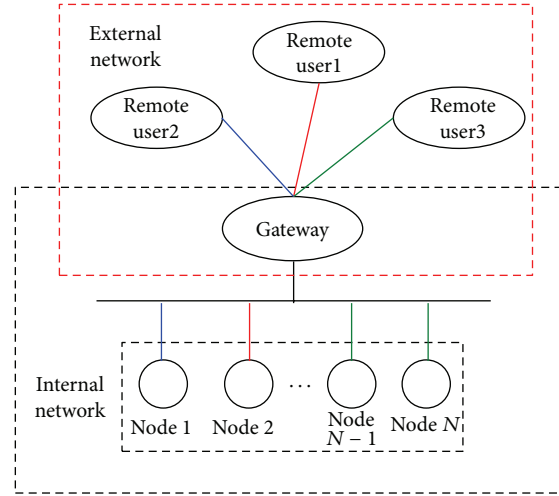 External
network
Remote
user1
Remote
user2
Remote
user3
Gateway
Internal
network
Node 1
Node 2
...
Node
N − 1
Node N